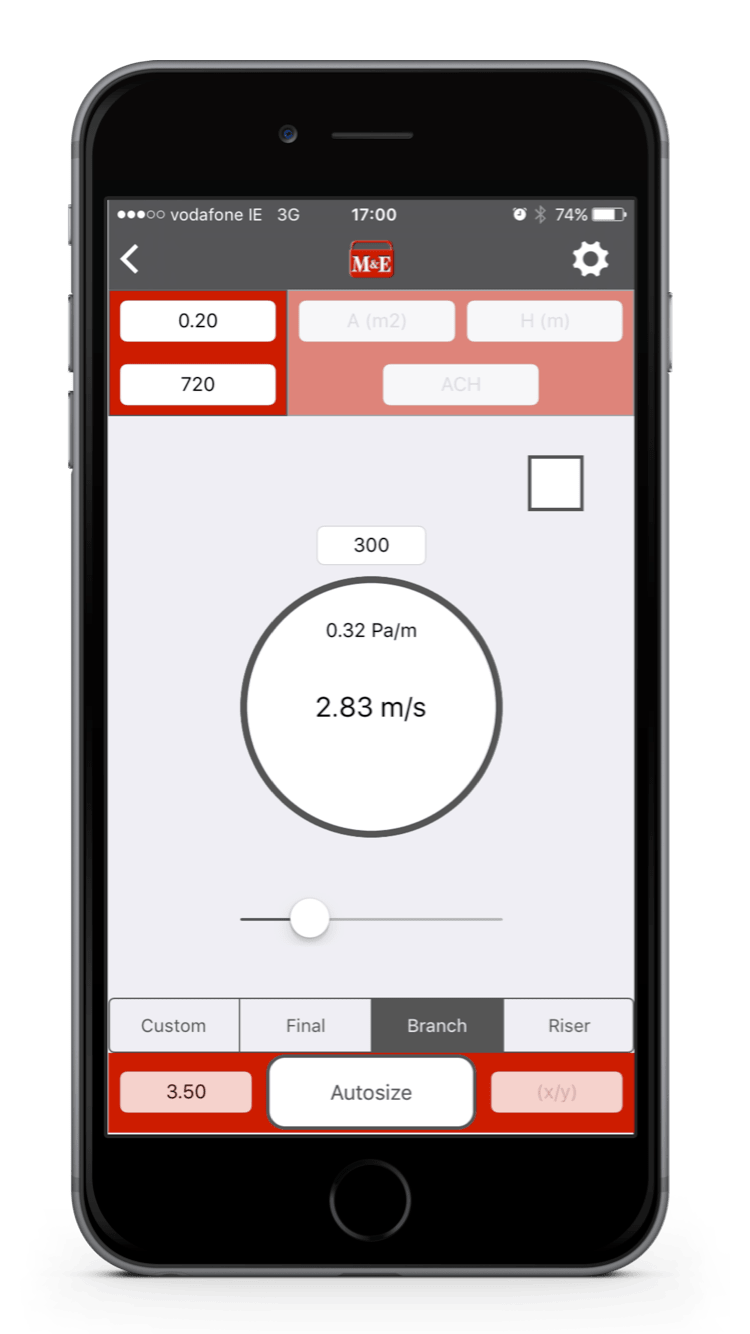 ●●●○○ vodafone IE 3G 17:00 74%
M&E
0.20 A (m2) H (m)
720 ACH
300
0.32 Pa/m
2.83 m/s
Custom Final Branch Riser
3.50 Autosize (x/y)